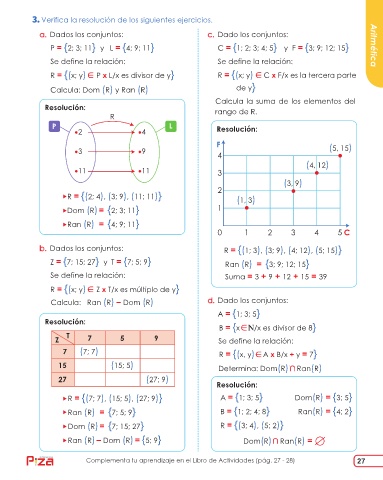 3. Verifica la resolución de los siguientes ejercicios.
a. Dados los conjuntos:
P = {2; 3; 11} y L = {4; 9; 11}
Se define la relación:
R = {(x; y) ∈ P x L/x es divisor de y}
Calcula: Dom (R) y Ran (R)
Resolución:
R
P L
2 4
3 9
11 11
▸R = {(2; 4), (3; 9), (11; 11)}
▸Dom (R) = {2; 3; 11}
▸Ran (R) = {4; 9; 11}
b. Dados los conjuntos:
Z = {7; 15; 27} y T = {7; 5; 9}
Se define la relación:
R = {(x; y) ∈ Z x T/x es múltiplo de y}
Calcula: Ran (R) – Dom (R)
Resolución:
Z T 7 5 9
7 (7; 7)
15 (15; 5)
27 (27; 9)
▸R = {(7; 7), (15; 5), (27; 9)}
▸Ran (R) = {7; 5; 9}
▸Dom (R) = {7; 15; 27}
▸Ran (R) – Dom (R) = {5; 9}
c. Dado los conjuntos:
C = {1; 2; 3; 4; 5} y F = {3; 9; 12; 15}
Se define la relación:
R = {(x; y) ∈ C x F/x es la tercera parte
de y}
Calcula la suma de los elementos del
rango de R.
Resolución:
F
(5, 15)
4
(4, 12)
3
(3, 9)
2
(1, 3)
1
0 1 2 3 4 5 C
R = {(1; 3), (3; 9), (4; 12), (5; 15)}
Ran (R) = {3; 9; 12; 15}
Suma = 3 + 9 + 12 + 15 = 39
d. Dado los conjuntos:
A = {1; 3; 5}
B = {x∈ℕ/x es divisor de 8}
Se define la relación:
R = {(x, y) ∈ A x B/x + y = 7}
Determina: Dom(R) ∩ Ran(R)
Resolución:
A = {1; 3; 5} Dom(R) = {3; 5}
B = {1; 2; 4; 8} Ran(R) = {4; 2}
R = {(3; 4), (5; 2)}
Dom(R) ∩ Ran(R) = ∅
Aritmética
Piza
Complementa tu aprendizaje en el Libro de Actividades (pág. 27 - 28)
27